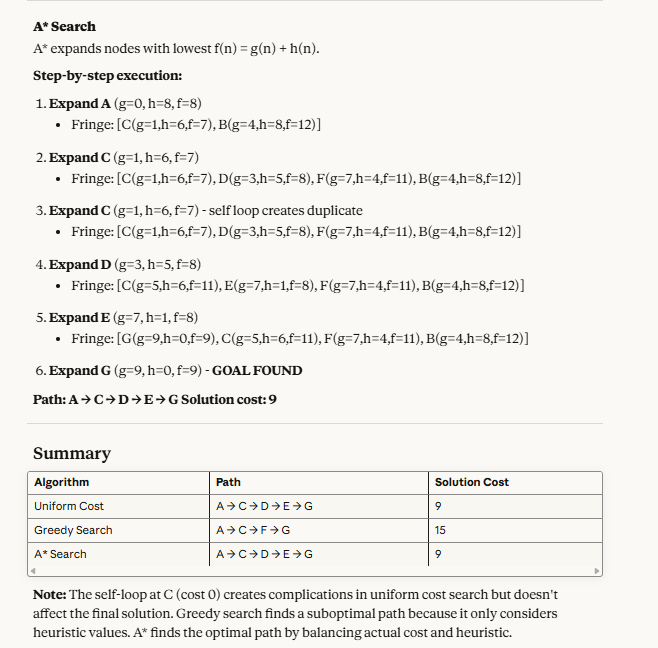 A* Search
A* expands nodes with lowest f(n) = g(n) + h(n).
Step-by-step execution:
1. Expand A (g=0, h=8, f=8)
• Fringe: [C(g=1,h=6,f=7), B(g=4,h=8,f=12)]
2. Expand C (g=1, h=6, f=7)
• Fringe: [C(g=1,h=6,f=7), D(g=3,h=5,f=8), F(g=7,h=4,f=11), B(g=4,h=8,f=12)]
3. Expand C (g=1, h=6, f=7) - self loop creates duplicate
• Fringe: [C(g=1,h=6,f=7), D(g=3,h=5,f=8), F(g=7,h=4,f=11), B(g=4,h=8,f=12)]
4. Expand D (g=3, h=5, f=8)
• Fringe: [C(g=5,h=6,f=11), E(g=7,h=1,f=8), F(g=7,h=4,f=11), B(g=4,h=8,f=12)]
5. Expand E (g=7, h=1, f=8)
• Fringe: [G(g=9,h=0,f=9), C(g=5,h=6,f=11), F(g=7,h=4,f=11), B(g=4,h=8,f=12)]
6. Expand G (g=9, h=0, f=9) - GOAL FOUND
Path: A → C → D → E → G Solution cost: 9
Summary
Algorithm Path Solution Cost
Uniform Cost A → C → D → E → G 9
Greedy Search A → C → F → G 15
A* Search A → C → D → E → G 9
Note: The self-loop at C (cost 0) creates complications in uniform cost search but doesn't
affect the final solution. Greedy search finds a suboptimal path because it only considers
heuristic values. A* finds the optimal path by balancing actual cost and heuristic.